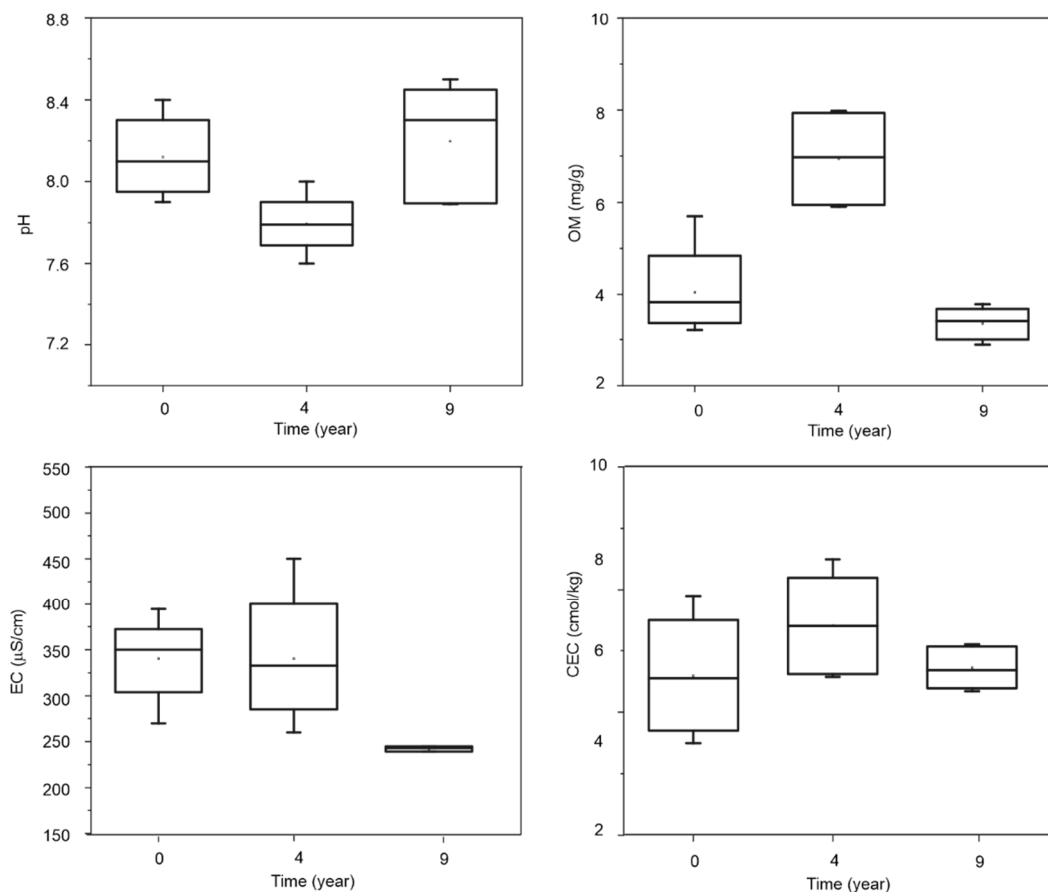 8.8
8.4
8.0
7.6
7.2
pH
0 4 9
Time (year)
10
8
6
4
2
OM (mg/g)
0 4 9
Time (year)
550
500
450
400
350
300
250
200
150
EC (µS/cm)
0 4 9
Time (year)
10
8
6
4
2
CEC (cmol/kg)
0 4 9
Time (year)